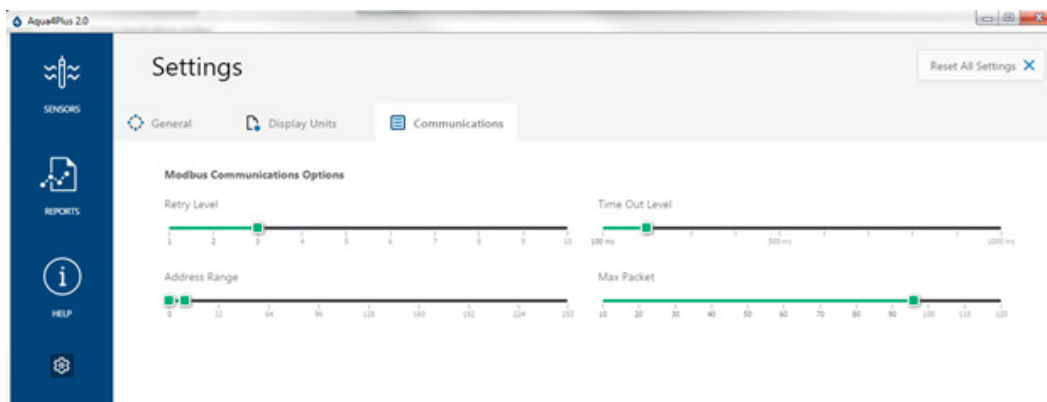 Aqua4Plus 2.0
Settings
Reset All Settings
SENSORS
General
Display Units
Communications
Modbus Communications Options
REPORTS
Retry Level
1 2 3 4 5 6 7 8 9 10
Time Out Level
100 ms 500 ms 1000 ms
HELP
Address Range
0 32 64 96 128 160 192 224 255
Max Packet
10 20 30 40 50 60 70 80 90 100 110 120